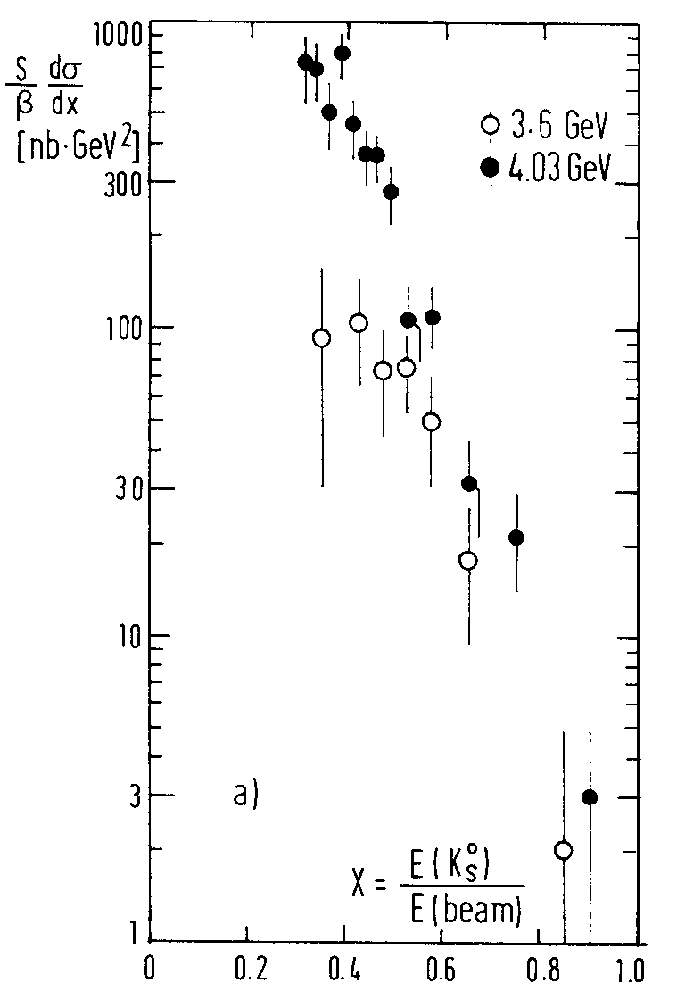 1000
S/β dσ/dx
[nb·GeV²]
300
100
30
10
3
1
3.6 GeV
4.03 GeV
a)
X = E(K⁰ₛ)/E(beam)
0 0.2 0.4 0.6 0.8 1.0